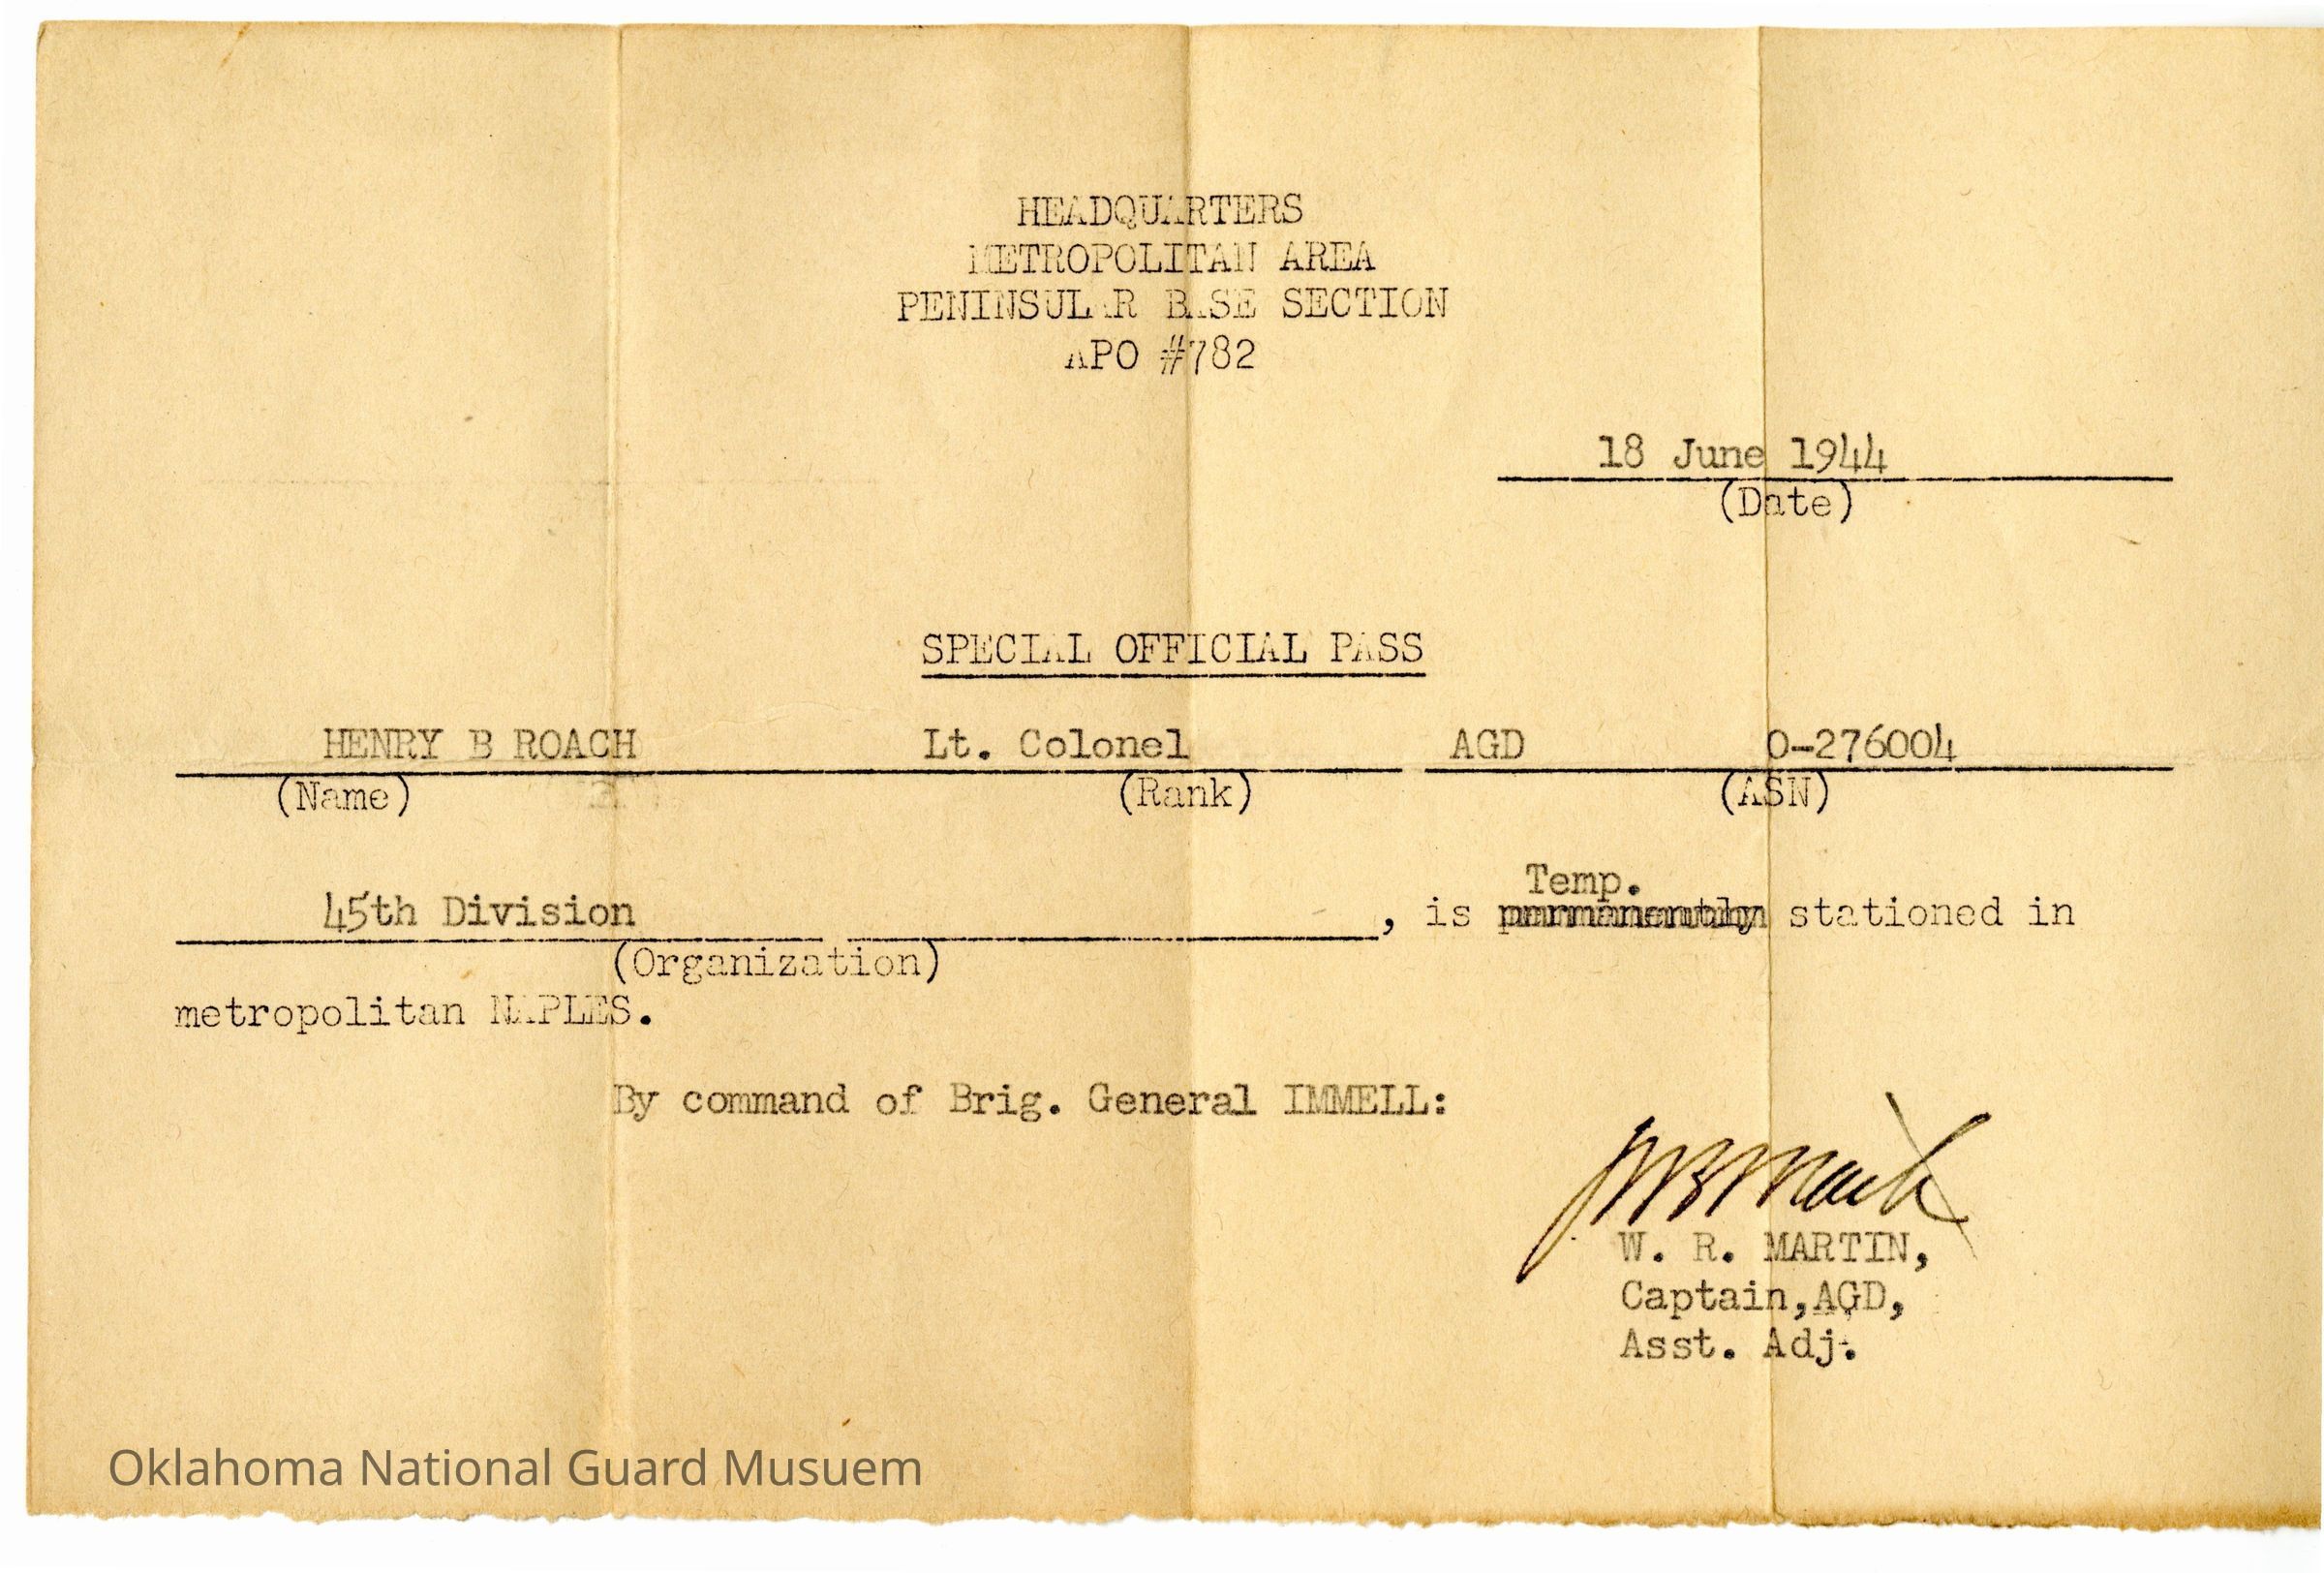 HEADQUARTERS
METROPOLITAN AREA
PENINSULAR BASE SECTION
APO #782
18 June 1944
(Date)
SPECIAL OFFICIAL PASS
HENRY B ROACH Lt. Colonel AGD O-276004
(Name) (Rank) (ASN)
Temp.
45th Division , is permanently stationed in
(Organization)
metropolitan NAPLES.
By command of Brig. General IMMELL:
W. R. MARTIN,
Captain,AGD,
Asst. Adj.
Oklahoma National Guard Musuem